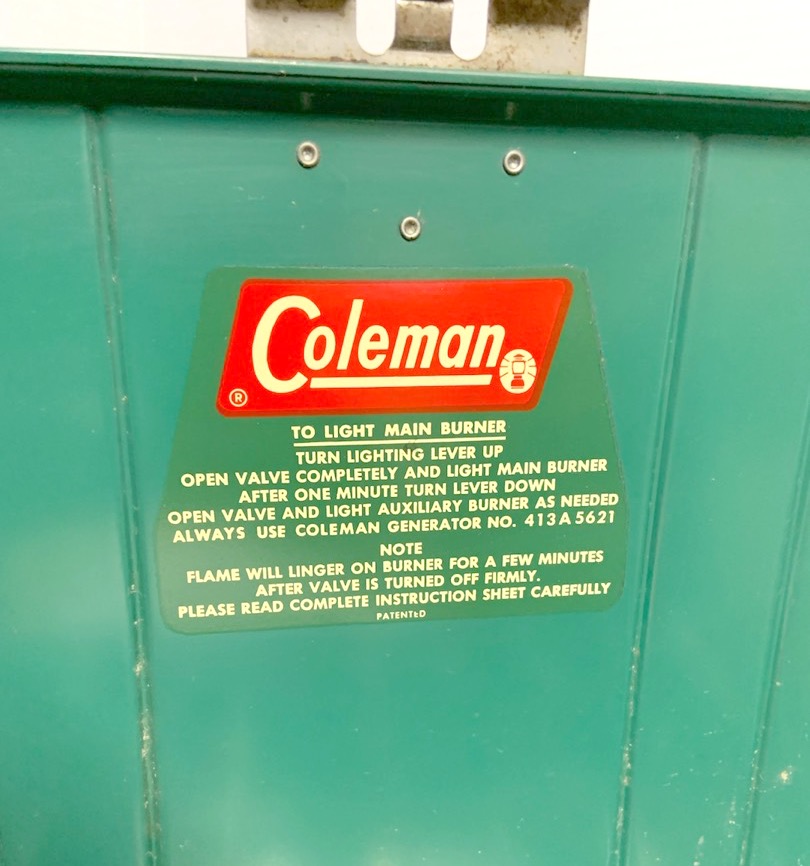 Coleman
®
TO LIGHT MAIN BURNER
TURN LIGHTING LEVER UP
OPEN VALVE COMPLETELY AND LIGHT MAIN BURNER
AFTER ONE MINUTE TURN LEVER DOWN
OPEN VALVE AND LIGHT AUXILIARY BURNER AS NEEDED
ALWAYS USE COLEMAN GENERATOR NO. 413A5621
NOTE
FLAME WILL LINGER ON BURNER FOR A FEW MINUTES
AFTER VALVE IS TURNED OFF FIRMLY.
PLEASE READ COMPLETE INSTRUCTION SHEET CAREFULLY
PATENTED